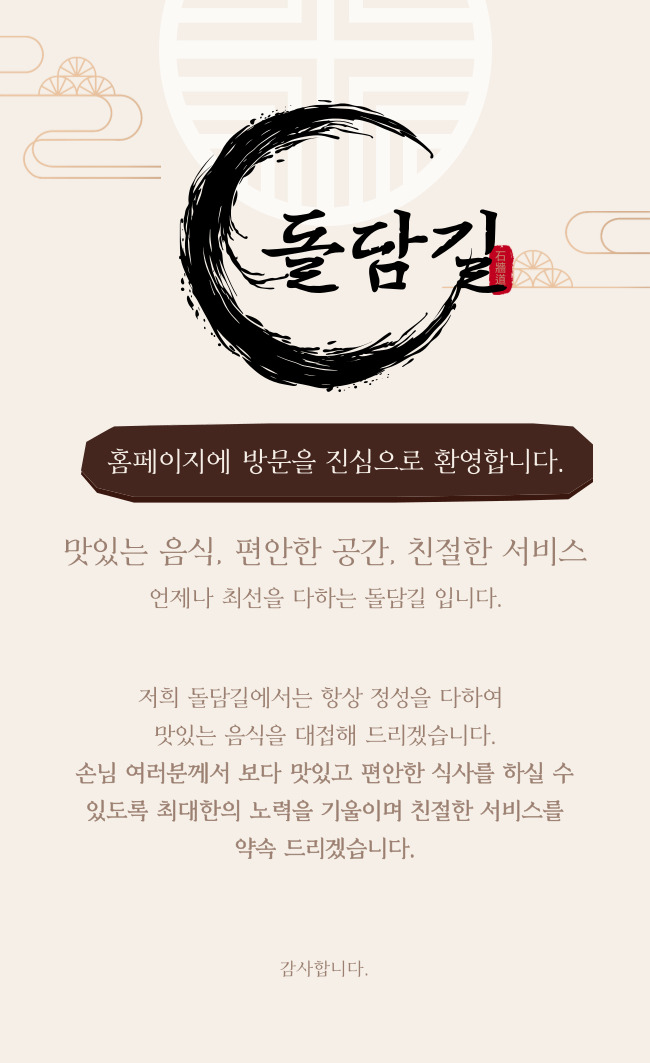 돌담길
石
牆
道
홈페이지에 방문을 진심으로 환영합니다.
맛있는 음식, 편안한 공간, 친절한 서비스
언제나 최선을 다하는 돌담길 입니다.
저희 돌담길에서는 항상 정성을 다하여
맛있는 음식을 대접해 드리겠습니다.
손님 여러분께서 보다 맛있고 편안한 식사를 하실 수
있도록 최대한의 노력을 기울이며 친절한 서비스를
약속 드리겠습니다.
감사합니다.